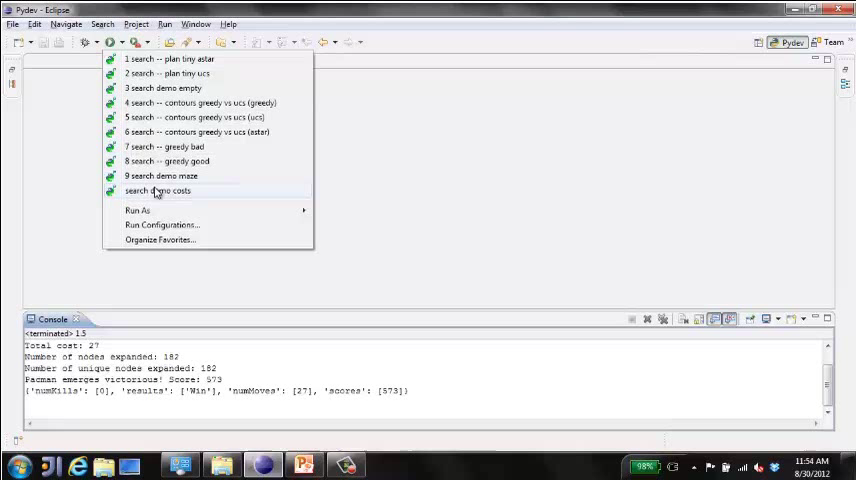 Pydev - Eclipse
File Edit Navigate Search Project Run Window Help
Pydev Team
1 search -- plan tiny astar
2 search -- plan tiny ucs
3 search demo empty
4 search -- contours greedy vs ucs (greedy)
5 search -- contours greedy vs ucs (ucs)
6 search -- contours greedy vs ucs (astar)
7 search -- greedy bad
8 search -- greedy good
9 search demo maze
search demo costs
Run As
Run Configurations...
Organize Favorites...
Console
<terminated> 1.5
Total cost: 27
Number of nodes expanded: 182
Number of unique nodes expanded: 182
Pacman emerges victorious! Score: 573
{'numKills': [0], 'results': ['Win'], 'numMoves': [27], 'scores': [573]}
98%
11:54 AM
8/30/2012